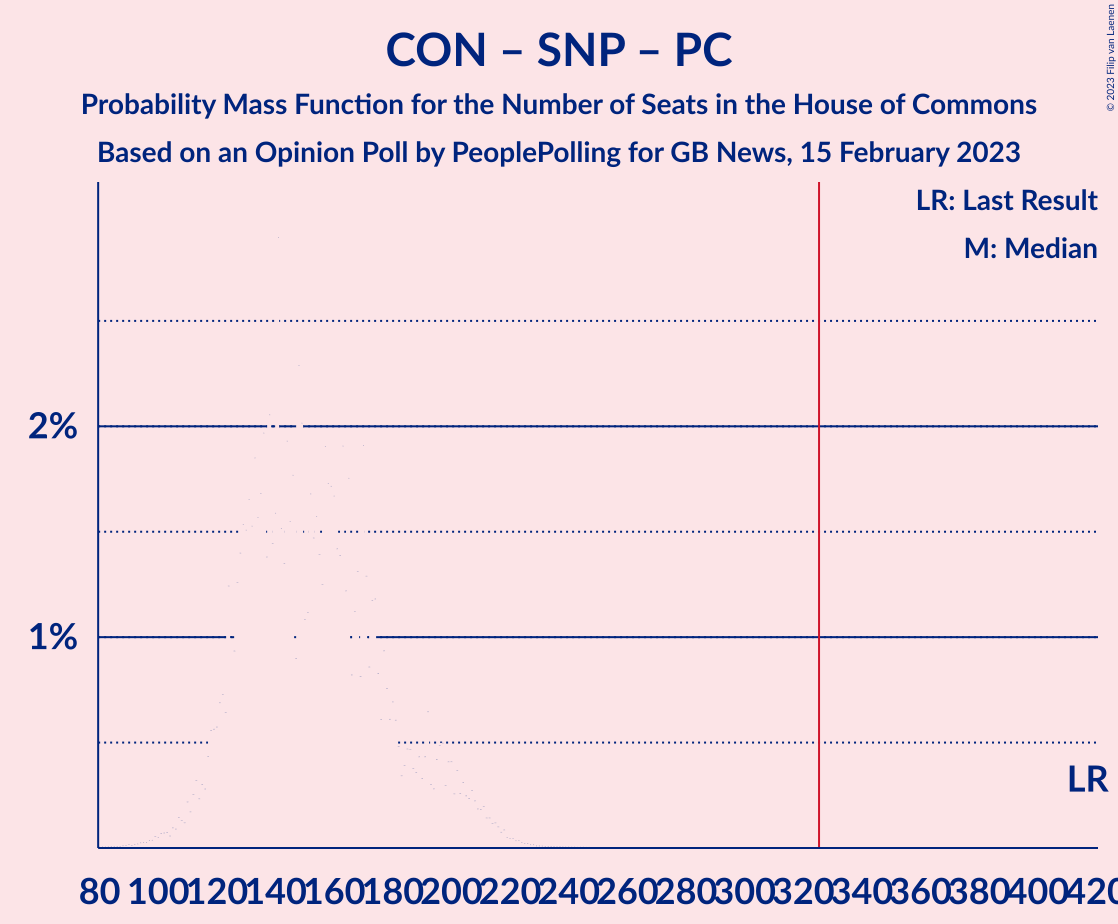 CON – SNP – PC
Probability Mass Function for the Number of Seats in the House of Commons
Based on an Opinion Poll by PeoplePolling for GB News, 15 February 2023
© 2023 Filip van Laenen
LR: Last Result
M: Median
2%
1%
LR
80 100 120 140 160 180 200 220 240 260 280 300 320 340 360 380 400 420